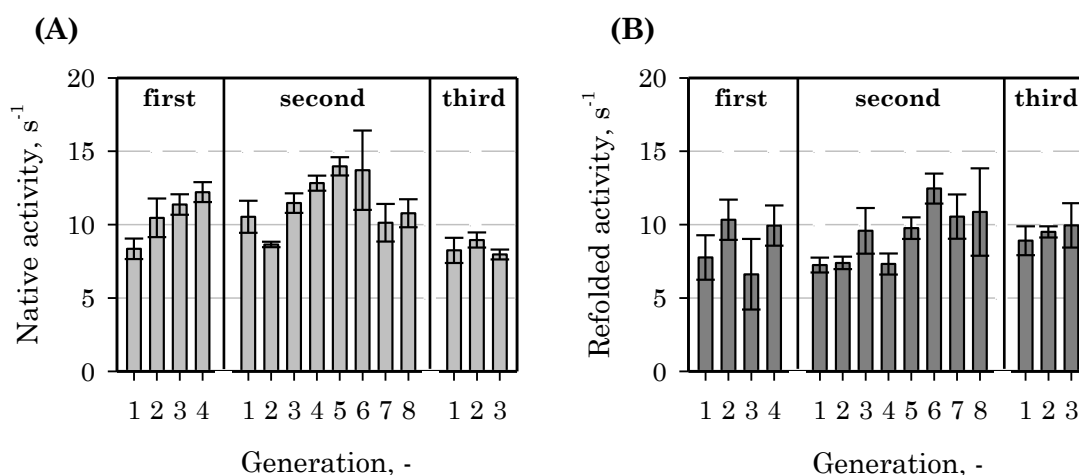 (A)
(B)
Native activity, s⁻¹
20
15
10
5
0
first
second
third
1 2 3 4
1 2 3 4 5 6 7 8
1 2 3
Generation, -
Refolded activity, s⁻¹
20
15
10
5
0
first
second
third
1 2 3 4
1 2 3 4 5 6 7 8
1 2 3
Generation, -